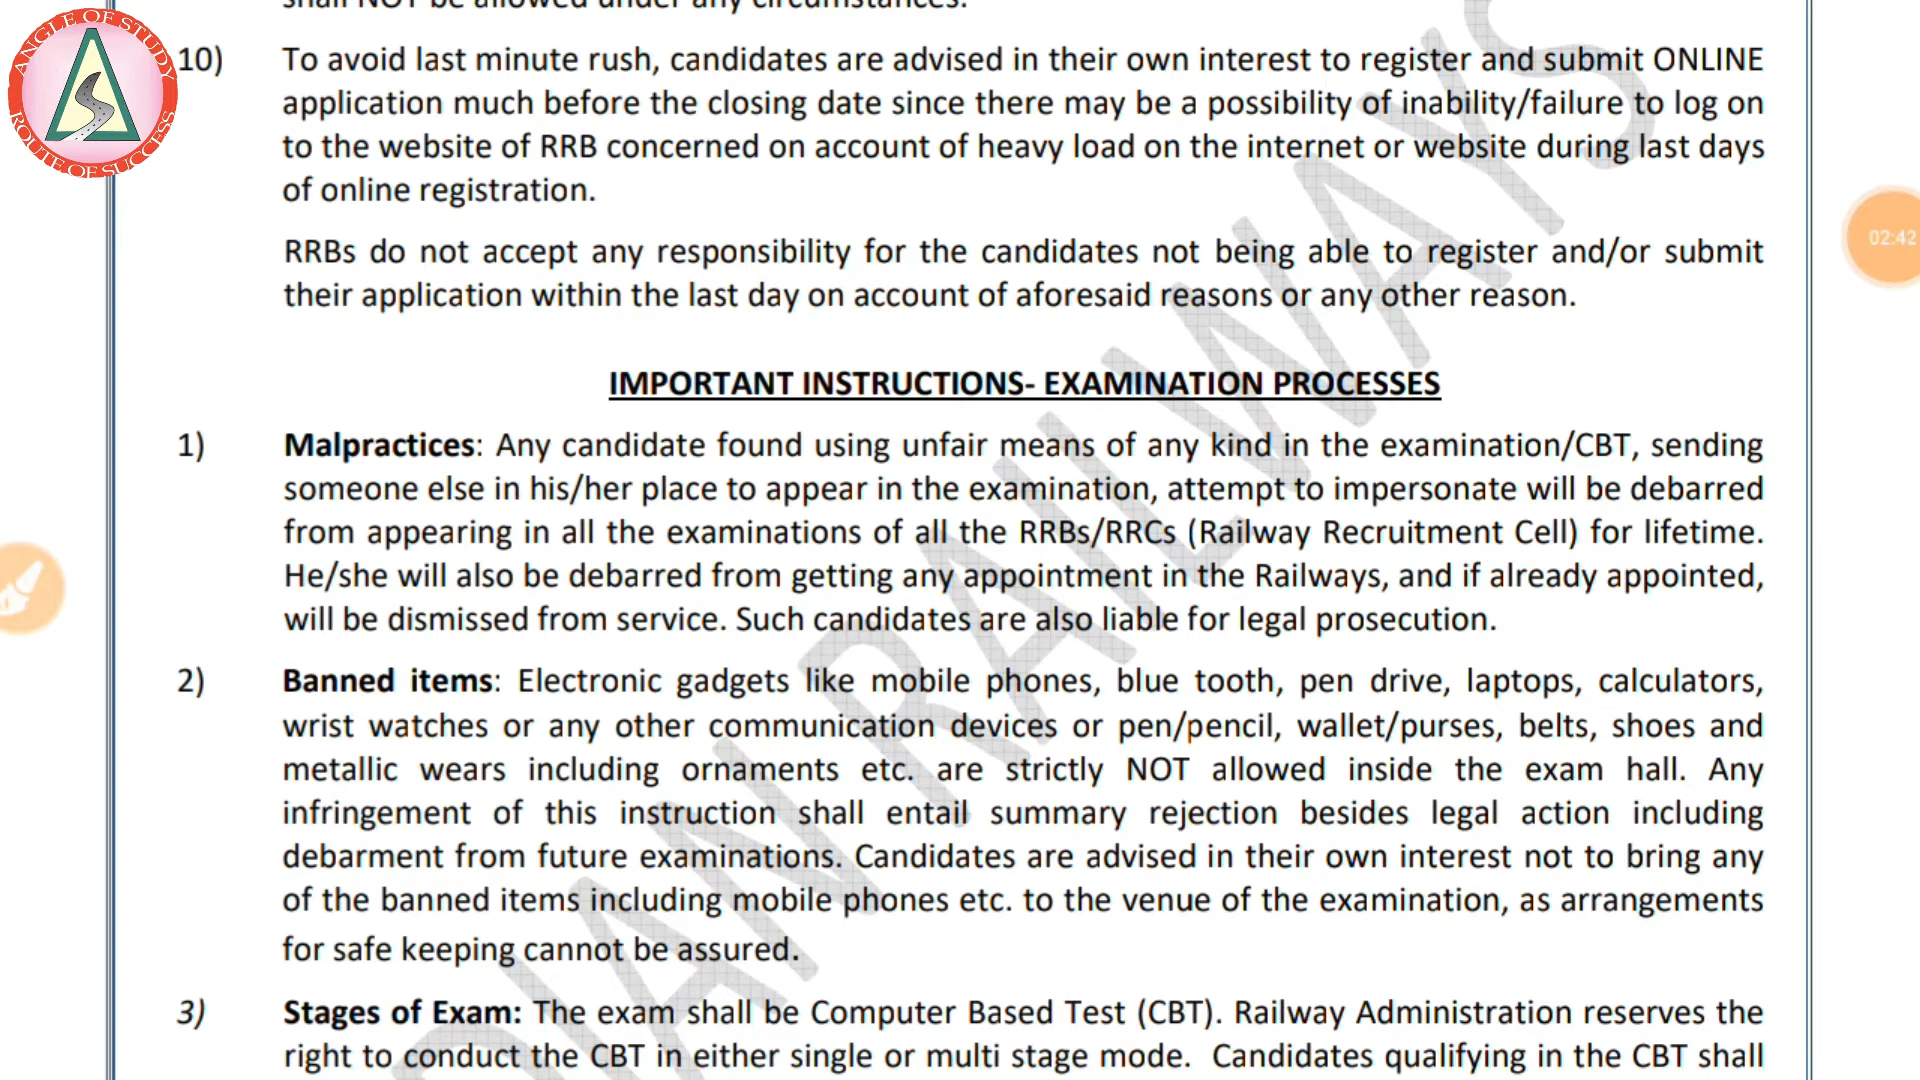 shall NOT be allowed under any circumstances.
ANGLE OF STUDY
ROUTE OF SUCCESS
10) To avoid last minute rush, candidates are advised in their own interest to register and submit ONLINE
application much before the closing date since there may be a possibility of inability/failure to log on
to the website of RRB concerned on account of heavy load on the internet or website during last days
of online registration.
RRBs do not accept any responsibility for the candidates not being able to register and/or submit
their application within the last day on account of aforesaid reasons or any other reason.
02:42
IMPORTANT INSTRUCTIONS- EXAMINATION PROCESSES
1) Malpractices: Any candidate found using unfair means of any kind in the examination/CBT, sending
someone else in his/her place to appear in the examination, attempt to impersonate will be debarred
from appearing in all the examinations of all the RRBs/RRCs (Railway Recruitment Cell) for lifetime.
He/she will also be debarred from getting any appointment in the Railways, and if already appointed,
will be dismissed from service. Such candidates are also liable for legal prosecution.
2) Banned items: Electronic gadgets like mobile phones, blue tooth, pen drive, laptops, calculators,
wrist watches or any other communication devices or pen/pencil, wallet/purses, belts, shoes and
metallic wears including ornaments etc. are strictly NOT allowed inside the exam hall. Any
infringement of this instruction shall entail summary rejection besides legal action including
debarment from future examinations. Candidates are advised in their own interest not to bring any
of the banned items including mobile phones etc. to the venue of the examination, as arrangements
for safe keeping cannot be assured.
3) Stages of Exam: The exam shall be Computer Based Test (CBT). Railway Administration reserves the
right to conduct the CBT in either single or multi stage mode. Candidates qualifying in the CBT shall
DIAN RAILWAYS